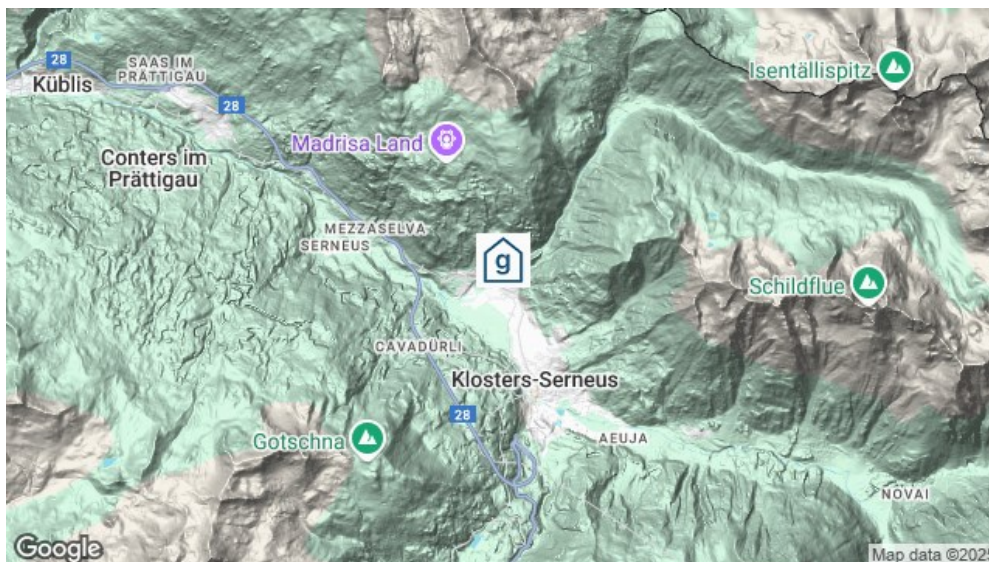 28
SAAS IM
PRÄTTIGAU
Küblis
28
Isentällispitz
Madrisa Land
Conters im
Prättigau
MEZZASELVA
SERNEUS
g
Schildflue
CAVADÜRLI
Klosters-Serneus
28
Gotschna
AEUJA
NOVAI
Google
Map data ©2025